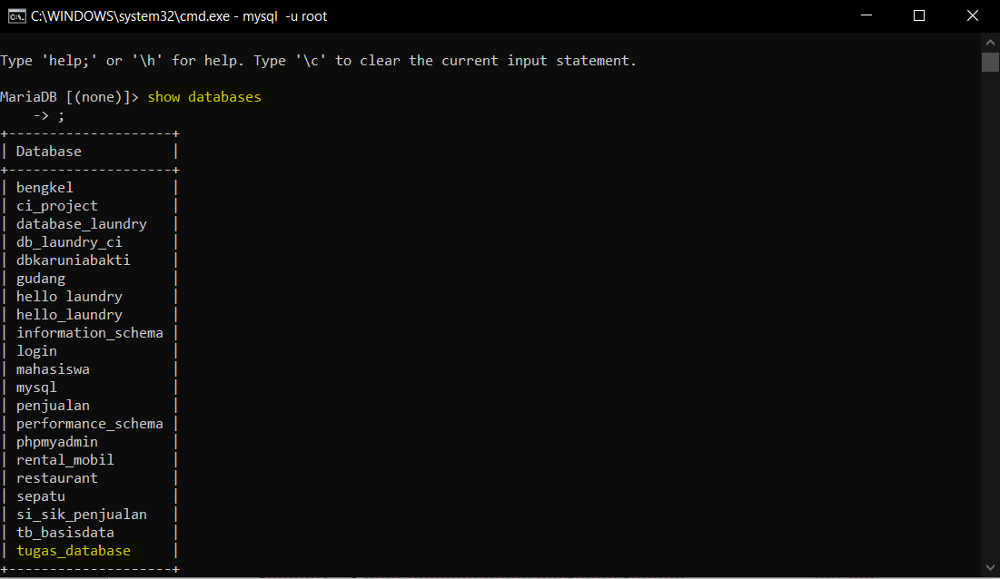 C:\WINDOWS\system32\cmd.exe - mysql  -u root
Type 'help;' or '\h' for help. Type '\c' to clear the current input statement.
MariaDB [(none)]> show databases
    -> ;
+--------------------+
| Database           |
+--------------------+
| bengkel            |
| ci_project         |
| database_laundry   |
| db_laundry_ci      |
| dbkaruniabakti     |
| gudang             |
| hello laundry      |
| hello_laundry      |
| information_schema |
| login              |
| mahasiswa          |
| mysql              |
| penjualan          |
| performance_schema |
| phpmyadmin         |
| rental_mobil       |
| restaurant         |
| sepatu             |
| si_sik_penjualan   |
| tb_basisdata       |
| tugas_database     |
+--------------------+